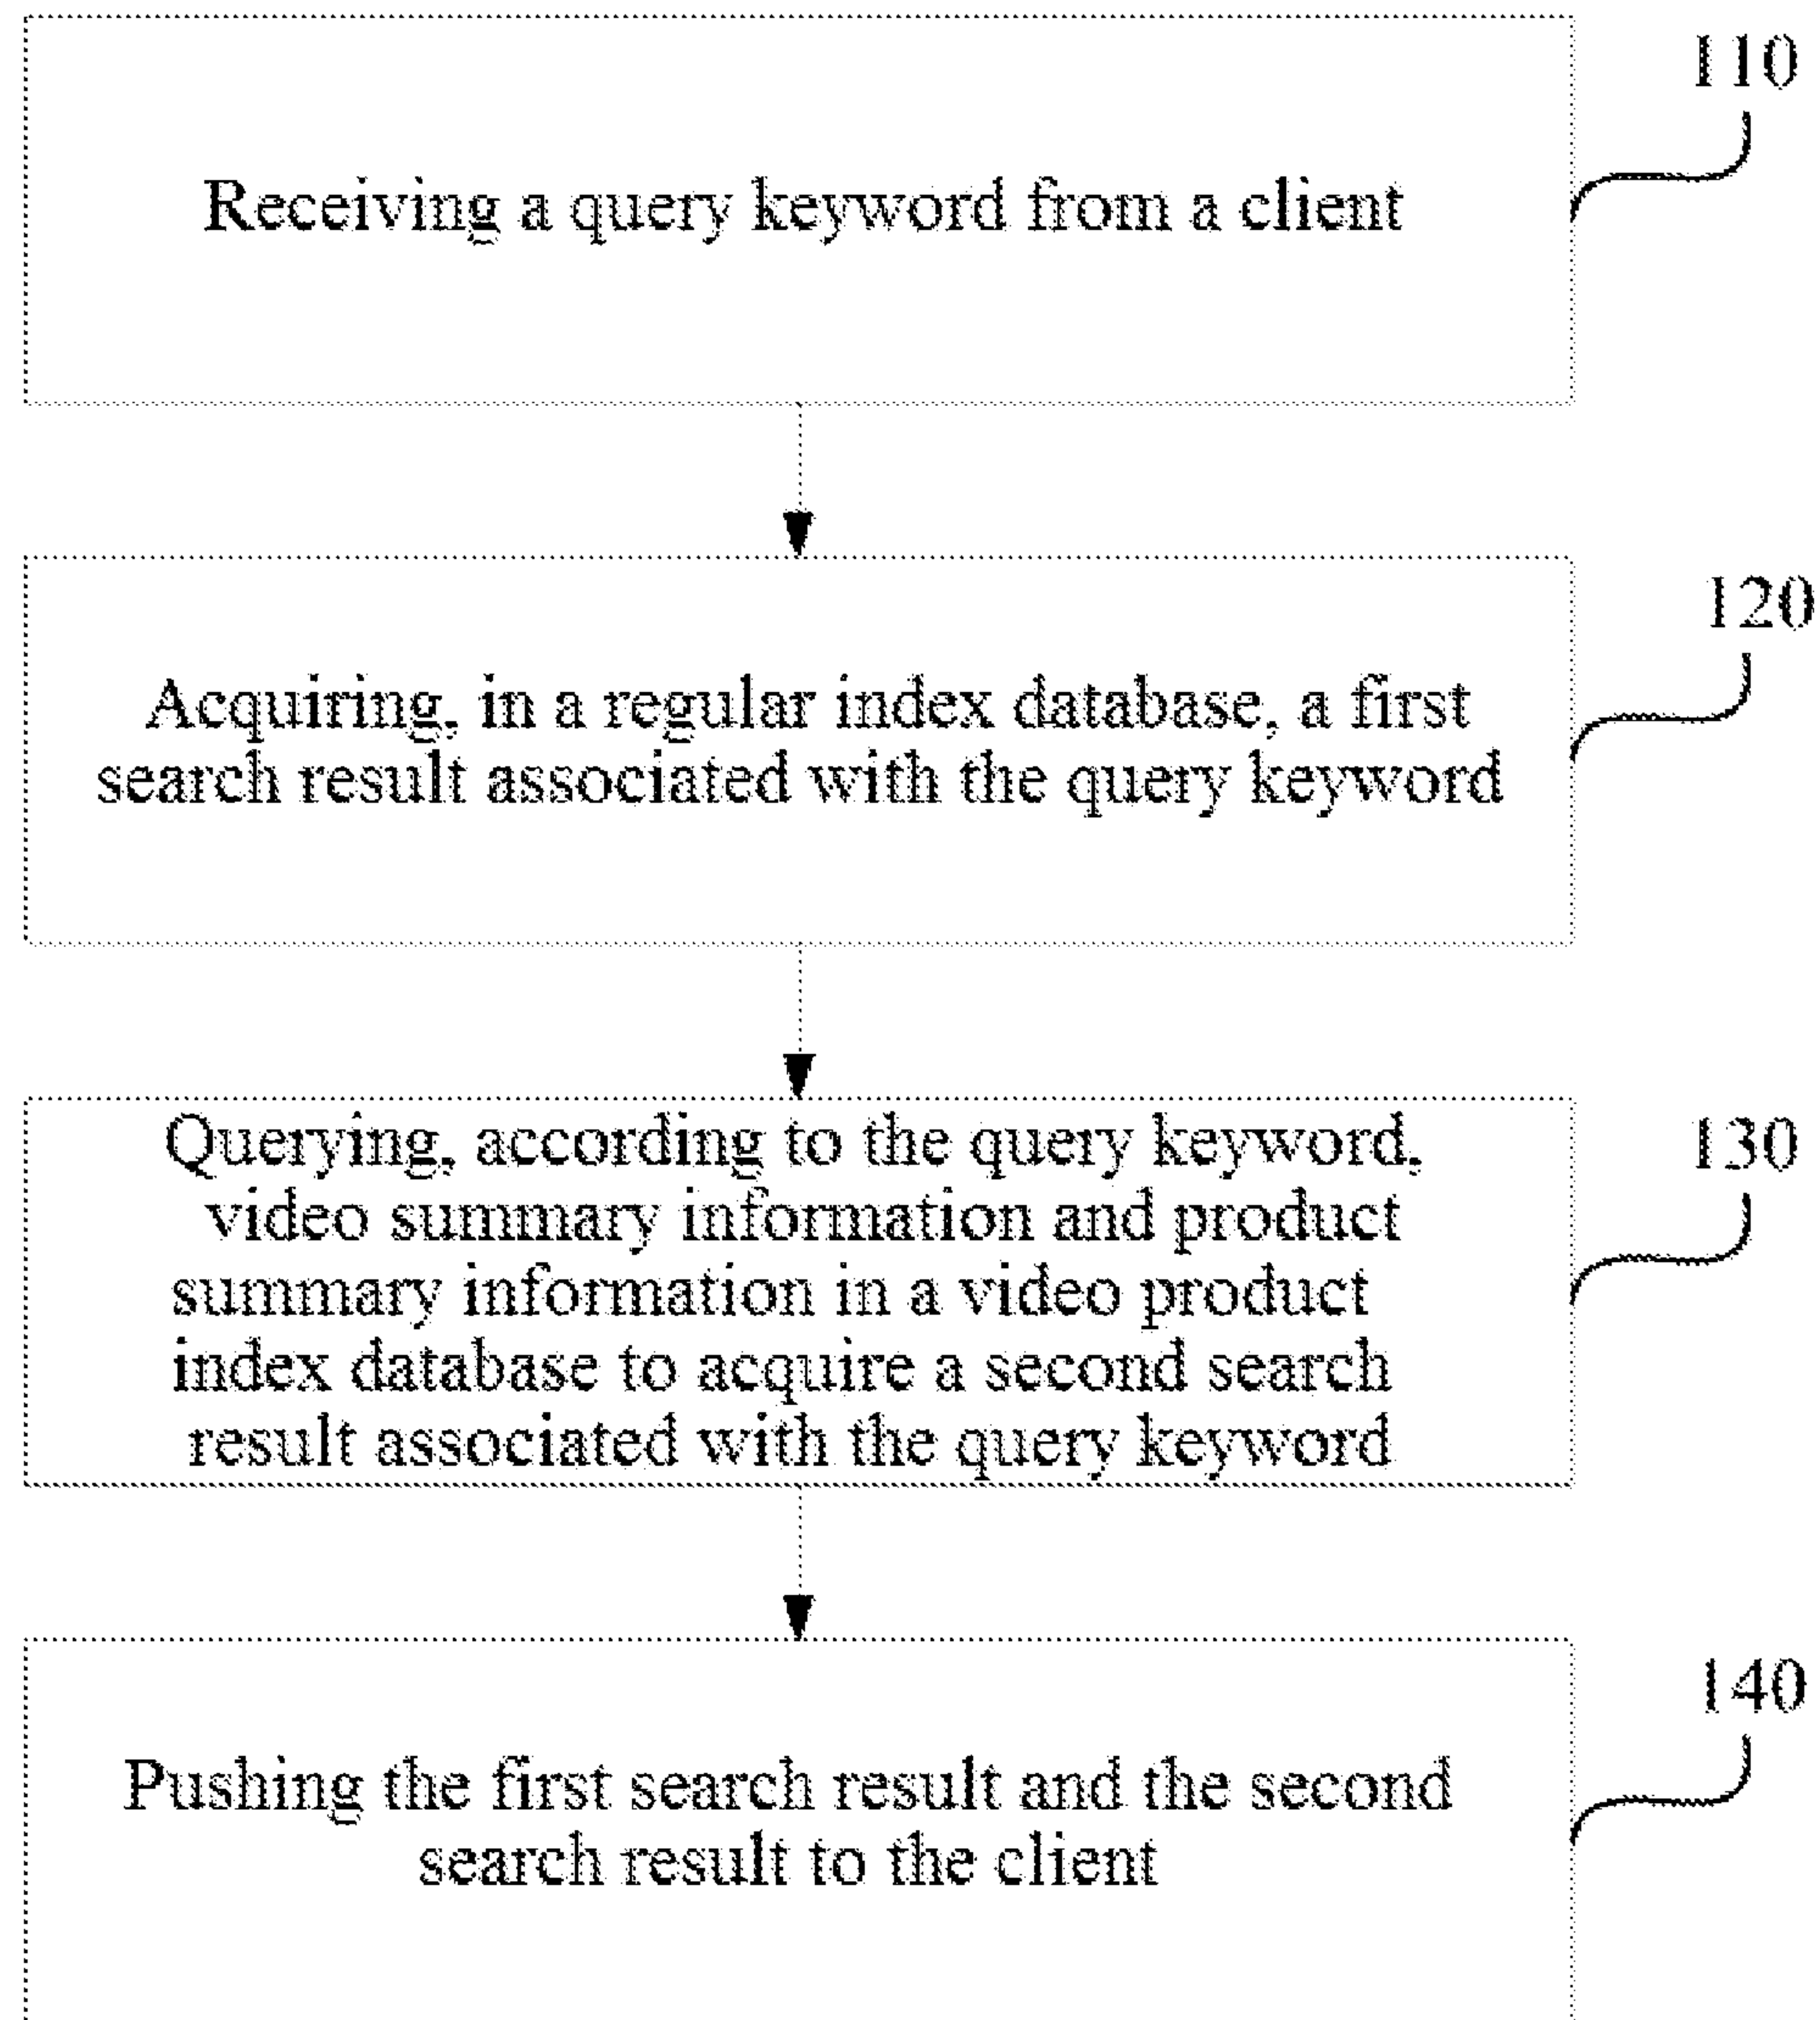 110
Receiving a query keyword from a client
120
Acquiring, in a regular index database, a first
search result associated with the query keyword
130
Querying, according to the query keyword,
video summary information and product
summary information in a video product
index database to acquire a second search
result associated with the query keyword
140
Pushing the first search result and the second
search result to the client